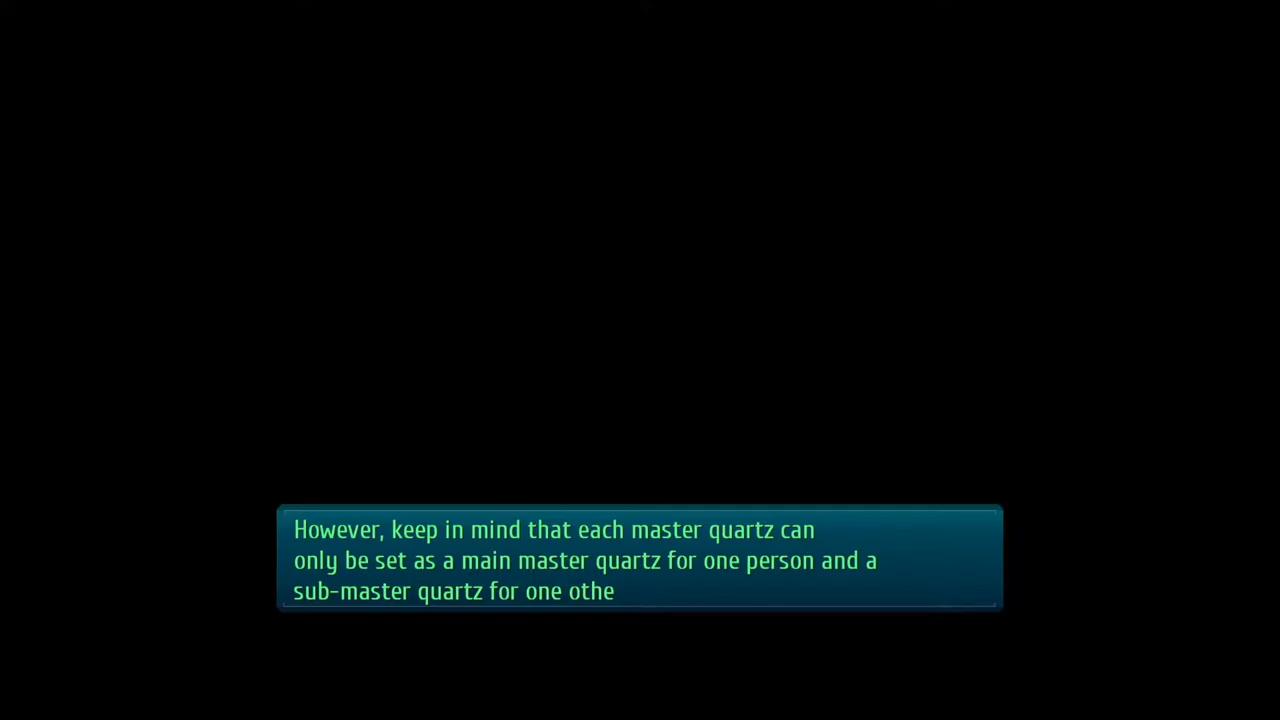 However, keep in mind that each master quartz can
only be set as a main master quartz for one person and a
sub-master quartz for one othe